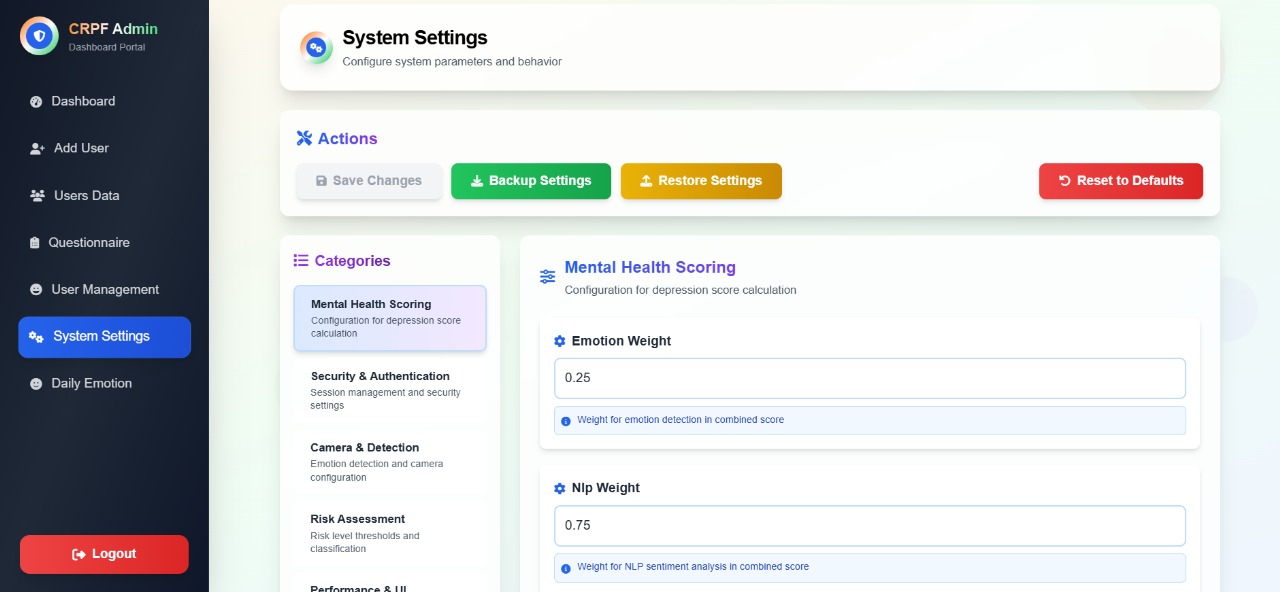 CRPF Admin
Dashboard Portal
Dashboard
Add User
Users Data
Questionnaire
User Management
System Settings
Daily Emotion
Logout
System Settings
Configure system parameters and behavior
Actions
Save Changes
Backup Settings
Restore Settings
Reset to Defaults
Categories
Mental Health Scoring
Configuration for depression score
calculation
Security & Authentication
Session management and security
settings
Camera & Detection
Emotion detection and camera
configuration
Risk Assessment
Risk level thresholds and
classification
Performance & UI
Mental Health Scoring
Configuration for depression score calculation
Emotion Weight
0.25
Weight for emotion detection in combined score
Nlp Weight
0.75
Weight for NLP sentiment analysis in combined score